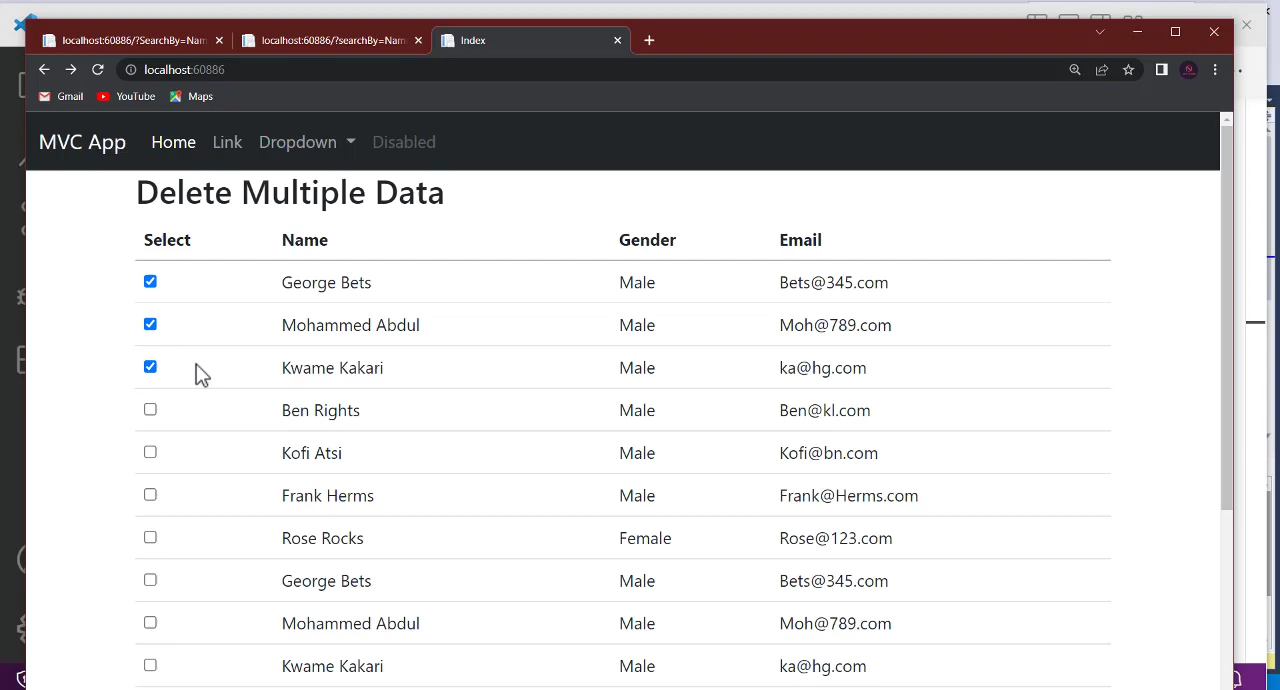 localhost:60886/?SearchBy=Nam localhost:60886/?searchBy=Nam Index
localhost:60886
Gmail YouTube Maps
MVC App Home Link Dropdown Disabled
Delete Multiple Data
Select Name Gender Email
George Bets Male Bets@345.com
Mohammed Abdul Male Moh@789.com
Kwame Kakari Male ka@hg.com
Ben Rights Male Ben@kl.com
Kofi Atsi Male Kofi@bn.com
Frank Herms Male Frank@Herms.com
Rose Rocks Female Rose@123.com
George Bets Male Bets@345.com
Mohammed Abdul Male Moh@789.com
Kwame Kakari Male ka@hg.com